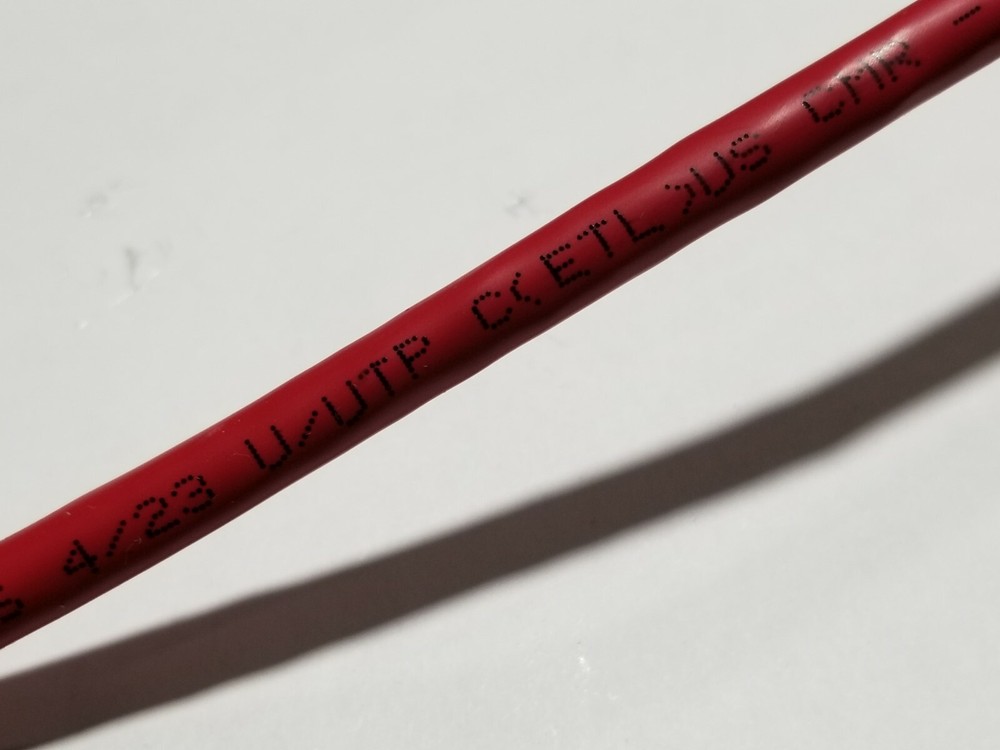 4/23 U/UTP C<ETL>US CMR -